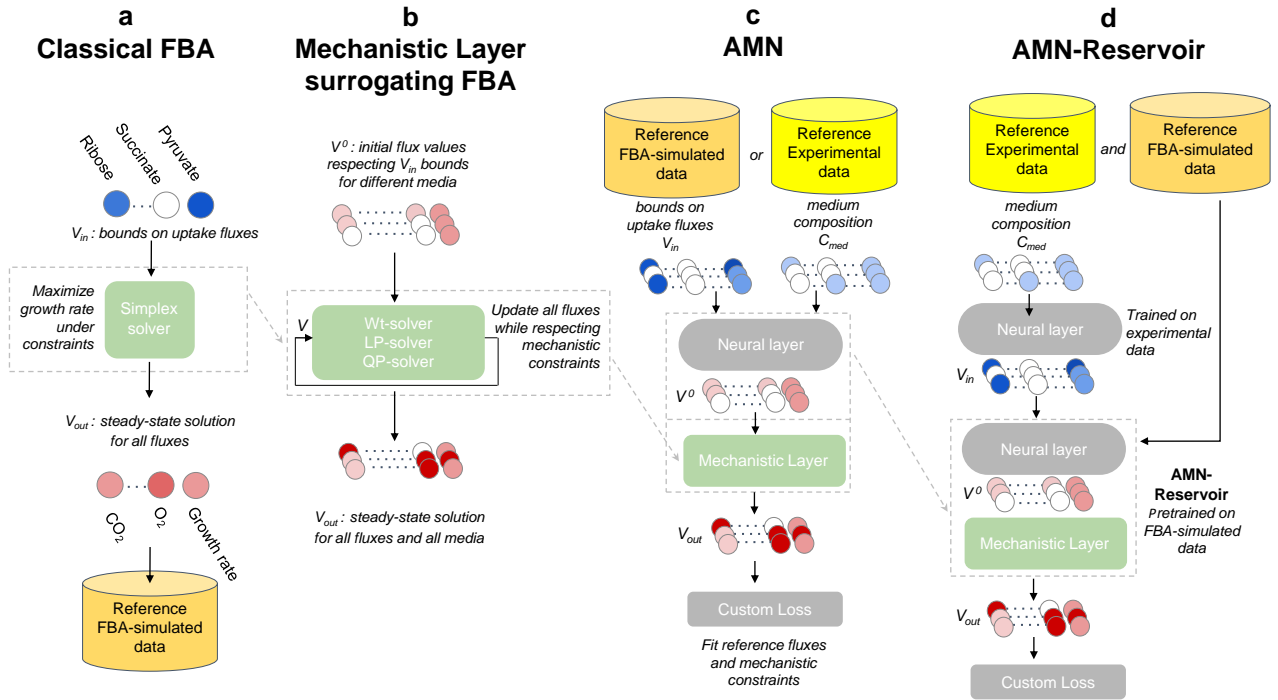 a
Classical FBA
Ribose
Succinate
Pyruvate
V_in : bounds on uptake fluxes
Maximize
growth rate
under
constraints
Simplex
solver
V_out : steady-state solution
for all fluxes
CO2
O2
Growth rate
Reference
FBA-simulated
data
b
Mechanistic Layer
surrogating FBA
V⁰ : initial flux values
respecting V_in bounds
for different media
V
Wt-solver
LP-solver
QP-solver
Update all fluxes
while respecting
mechanistic
constraints
V_out : steady-state solution
for all fluxes and all media
c
AMN
Reference
FBA-simulated
data
or
Reference
Experimental
data
bounds on
uptake fluxes
V_in
medium
composition
C_med
Neural layer
V⁰
Mechanistic Layer
V_out
Custom Loss
Fit reference fluxes
and mechanistic
constraints
d
AMN-Reservoir
Reference
Experimental
data
and
Reference
FBA-simulated
data
medium
composition
C_med
Neural layer
Trained on
experimental
data
V_in
Neural layer
V⁰
Mechanistic Layer
AMN-
Reservoir
Pretrained on
FBA-simulated
data
V_out
Custom Loss